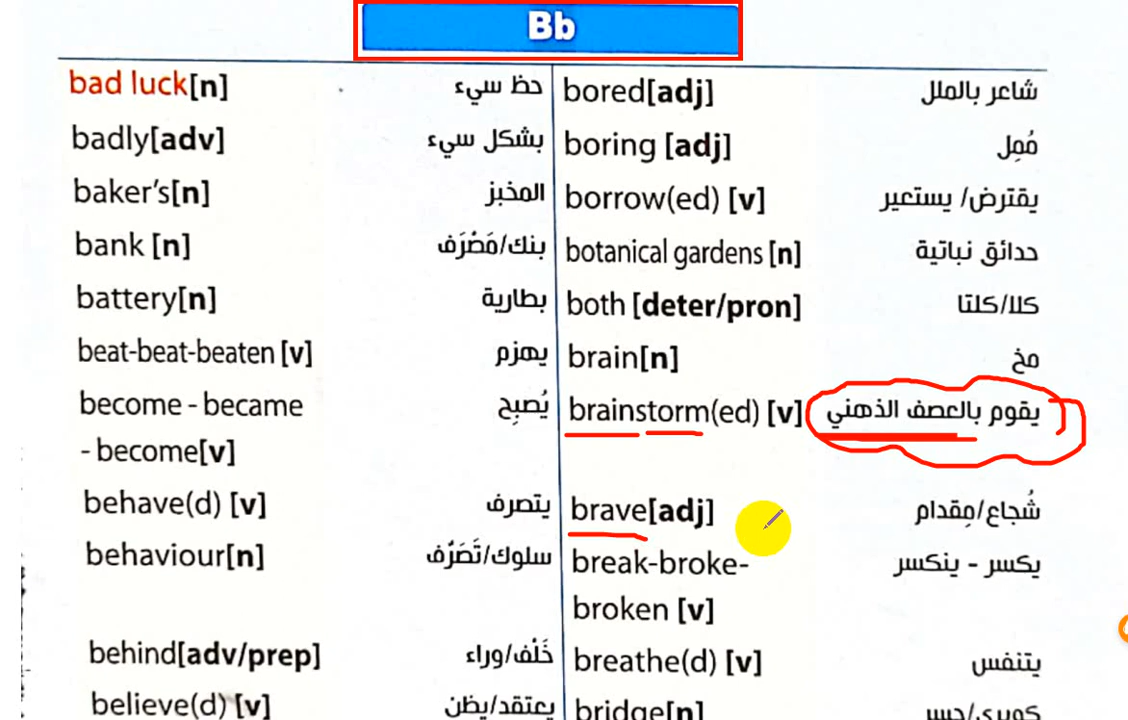 Bb
bad luck[n] حظ سيء
badly[adv] بشكل سيء
baker's[n] المخبز
bank [n] بنك/مَصْرَف
battery[n] بطارية
beat-beat-beaten [v] يهزم
become - became يُصبِح
- become[v]
behave(d) [v] يتصرف
behaviour[n] سلوك/تَصَرُّف
behind[adv/prep] خَلْف/وراء
believe(d) [v] يعتقد/يظن
bored[adj] شاعر بالملل
boring [adj] مُمِل
borrow(ed) [v] يقترض/ يستعير
botanical gardens [n] حدائق نباتية
both [deter/pron] كلا/كلتا
brain[n] مخ
brainstorm(ed) [v] يقوم بالعصف الذهني
brave[adj] شُجاع/مِقدام
break-broke- يكسر - ينكسر
broken [v]
breathe(d) [v] يتنفس
bridge[n] كوبري/جسر